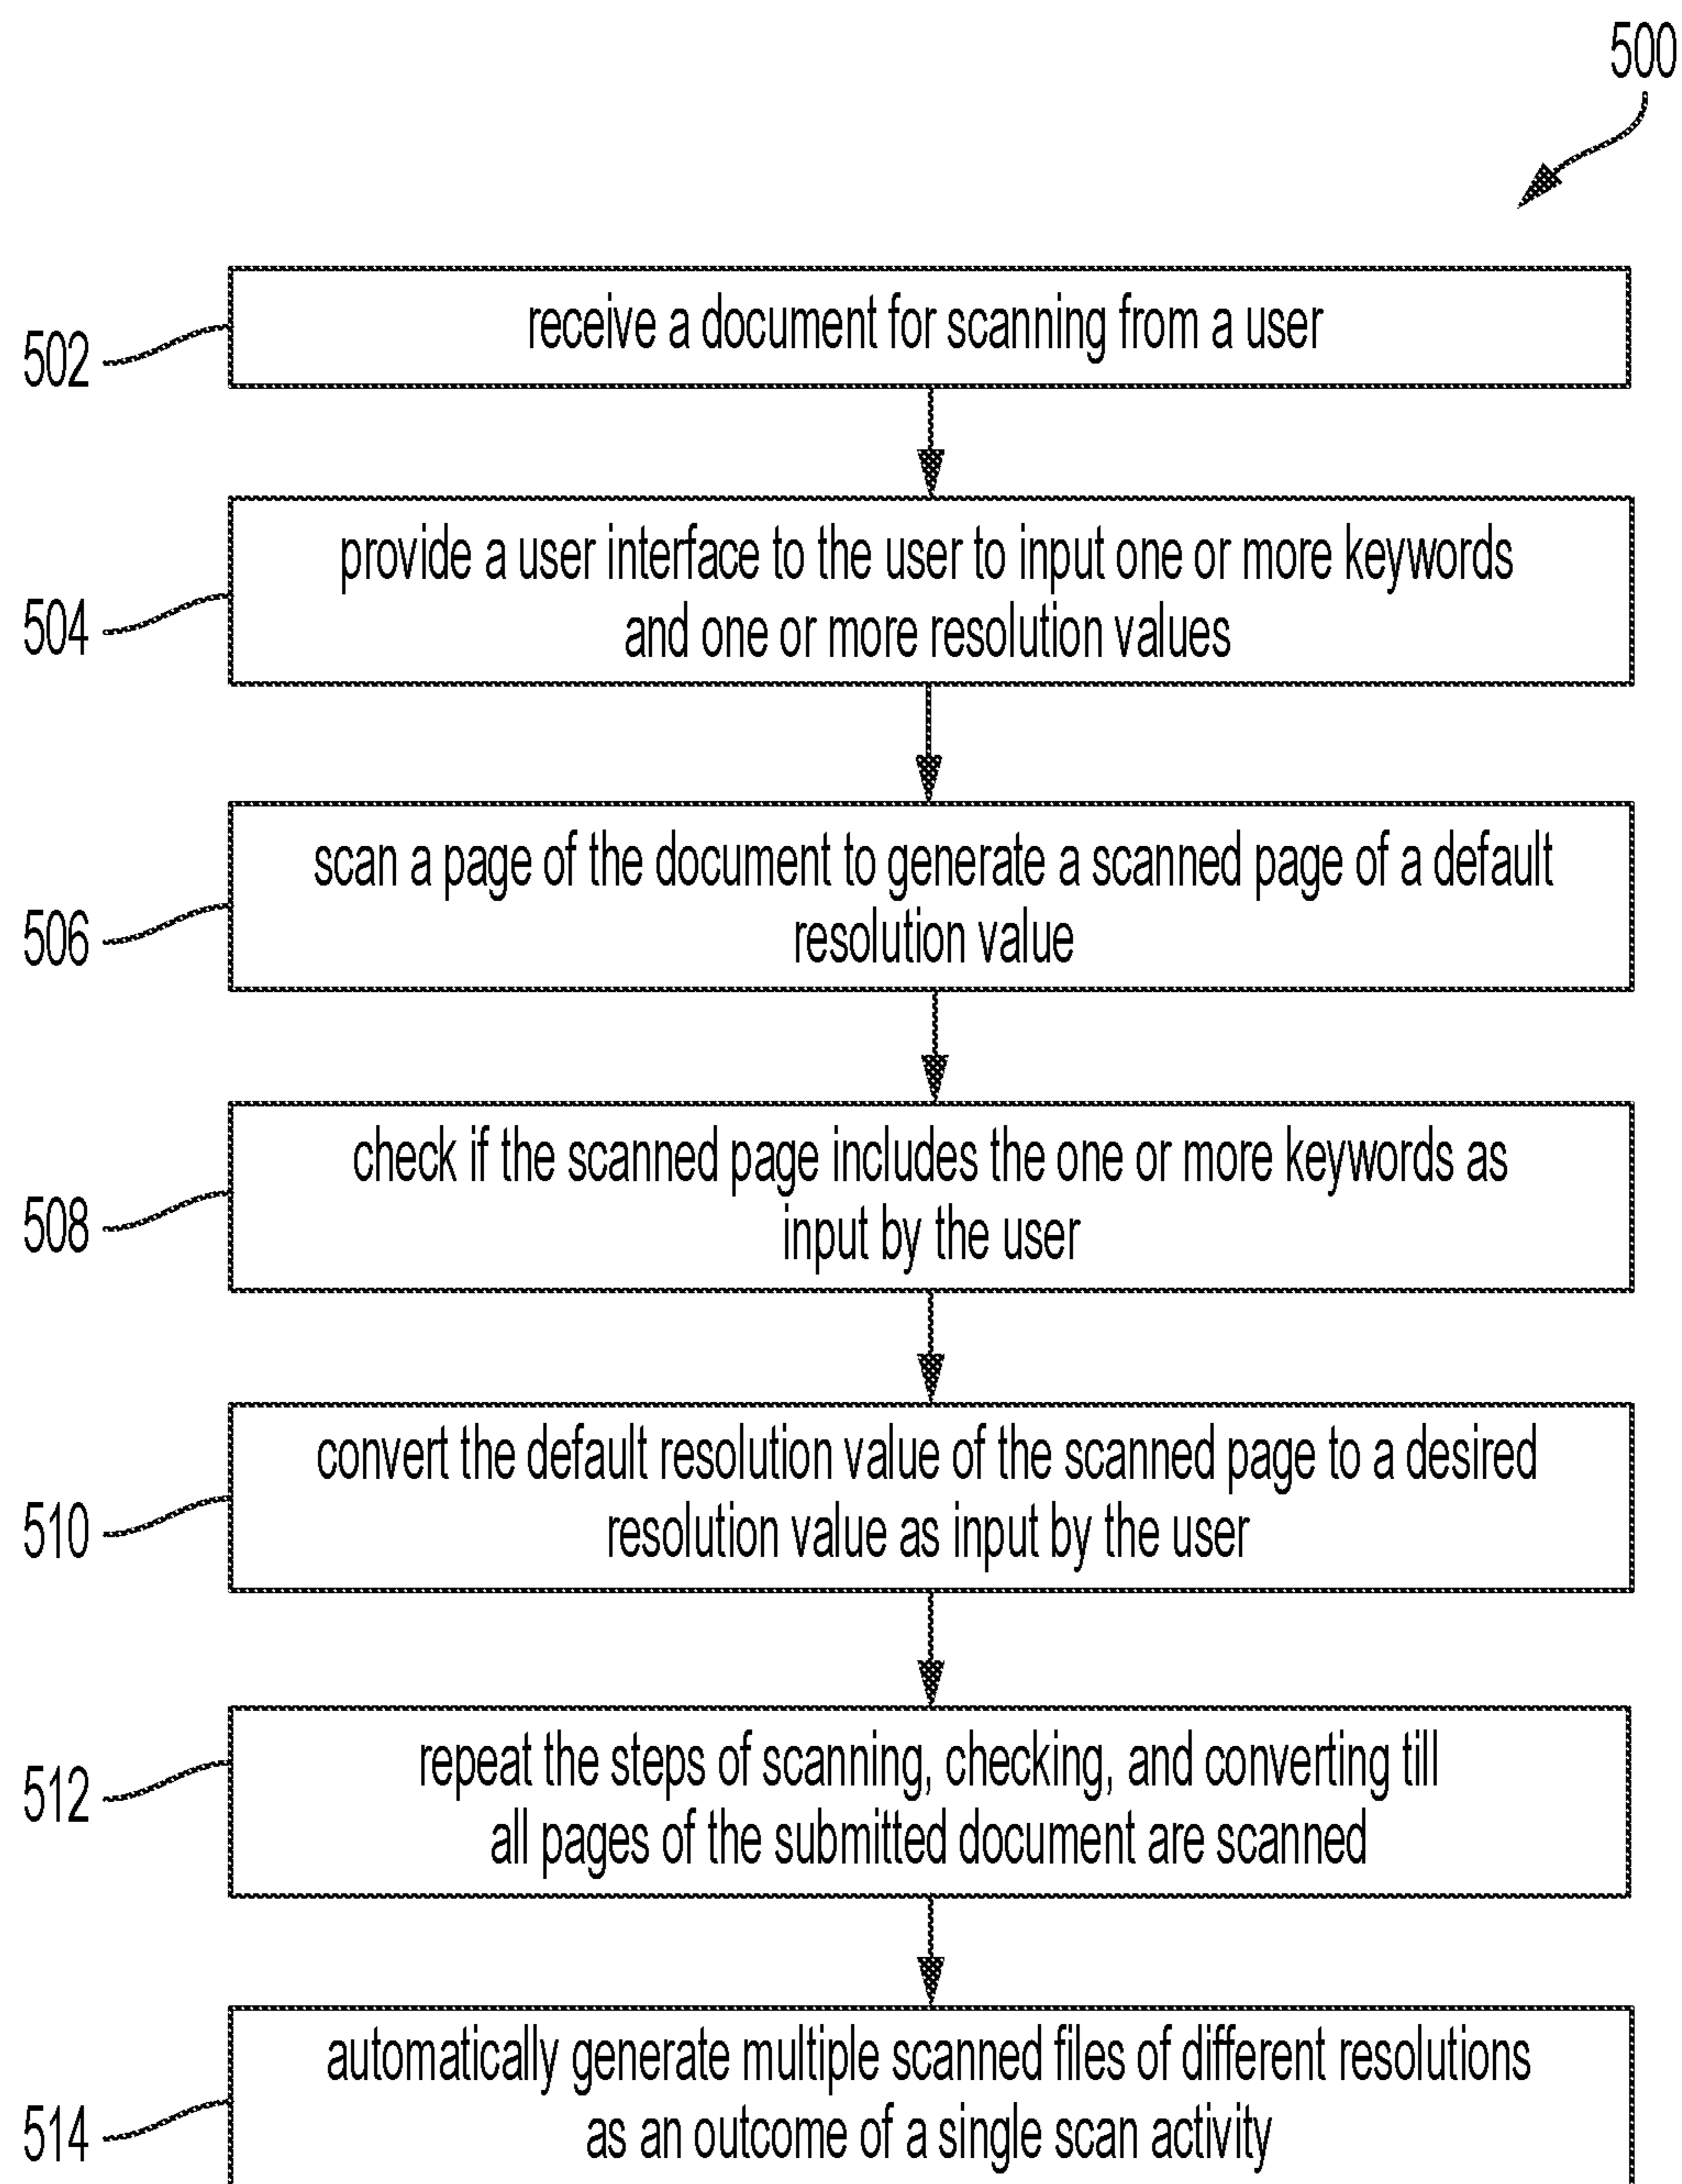 500
502
receive a document for scanning from a user
504
provide a user interface to the user to input one or more keywords
and one or more resolution values
506
scan a page of the document to generate a scanned page of a default
resolution value
508
check if the scanned page includes the one or more keywords as
input by the user
510
convert the default resolution value of the scanned page to a desired
resolution value as input by the user
512
repeat the steps of scanning, checking, and converting till
all pages of the submitted document are scanned
514
automatically generate multiple scanned files of different resolutions
as an outcome of a single scan activity